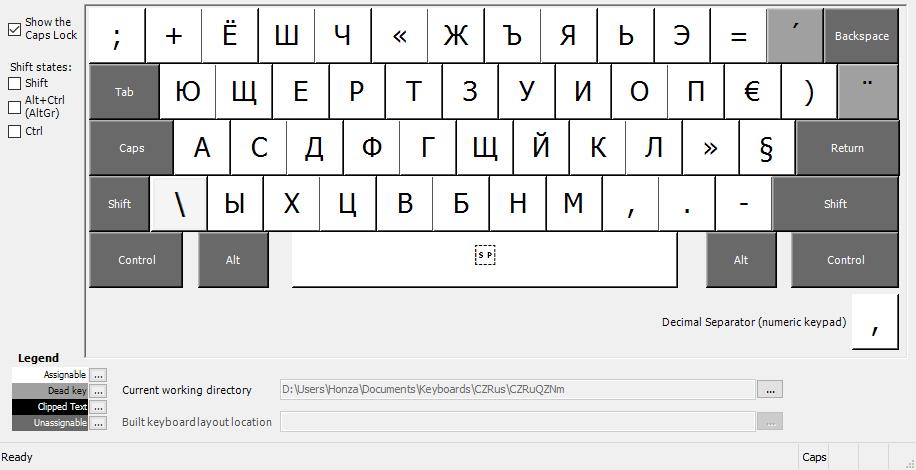 Show the
Caps Lock
; + Ё Ш Ч « Ж Ъ Я Ь Э = ´ Backspace
Shift states:
Shift
Alt+Ctrl
(AltGr)
Ctrl
Tab Ю Щ Е Р Т З У И О П € ) ¨
Caps А С Д Ф Г Щ Й К Л » § Return
Shift \ Ы Х Ц В Б Н М , . - Shift
Control Alt SP Alt Control
Decimal Separator (numeric keypad) ,
Legend
Assignable ...
Dead key ...
Clipped Text ...
Unassignable ...
Current working directory D:\Users\Honza\Documents\Keyboards\CZRus\CZRuQZNm ...
Built keyboard layout location ...
Ready Caps